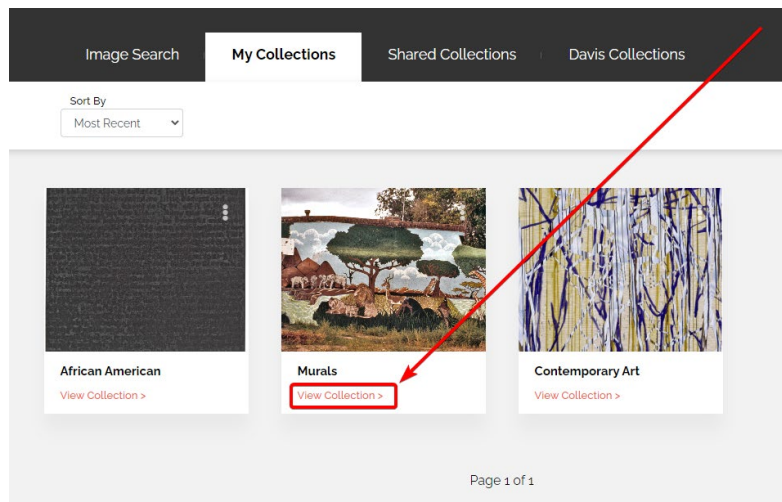 Image Search My Collections Shared Collections Davis Collections
Sort By
Most Recent
African American Murals Contemporary Art
View Collection > View Collection > View Collection >
Page 1 of 1